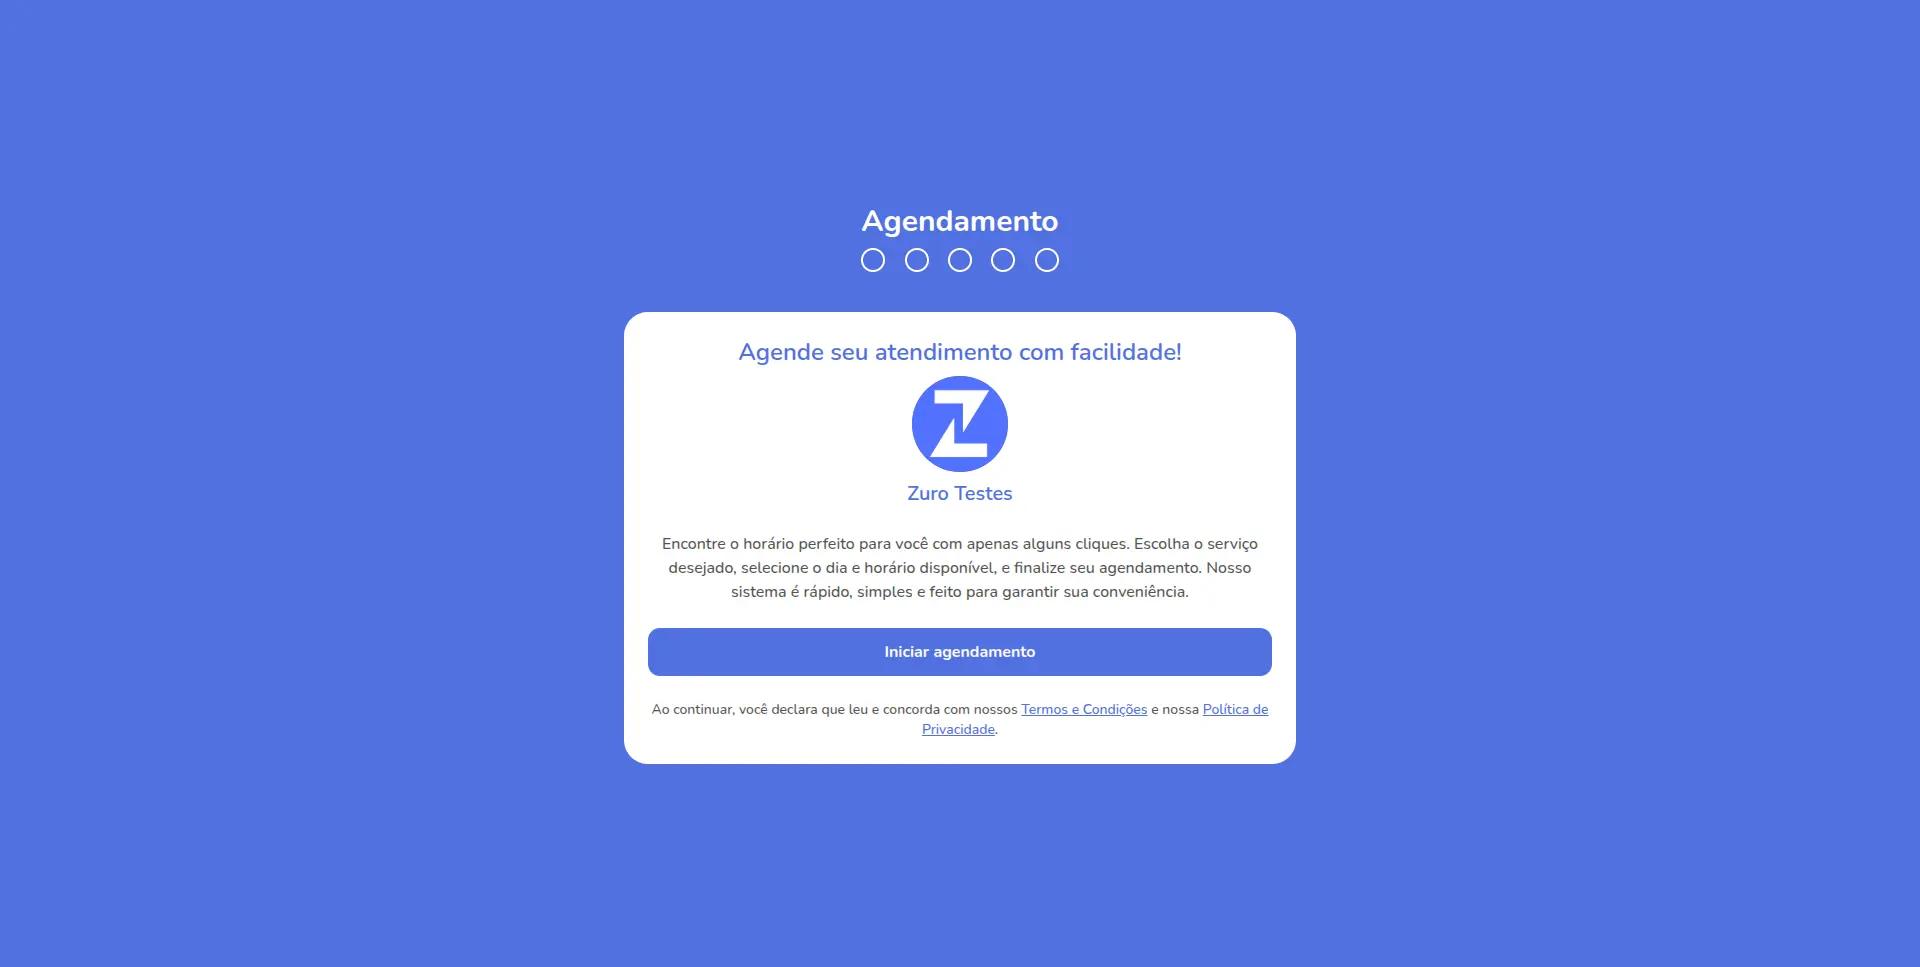 Agendamento
Agende seu atendimento com facilidade!
Zuro Testes
Encontre o horário perfeito para você com apenas alguns cliques. Escolha o serviço
desejado, selecione o dia e horário disponível, e finalize seu agendamento. Nosso
sistema é rápido, simples e feito para garantir sua conveniência.
Iniciar agendamento
Ao continuar, você declara que leu e concorda com nossos Termos e Condições e nossa Política de
Privacidade.